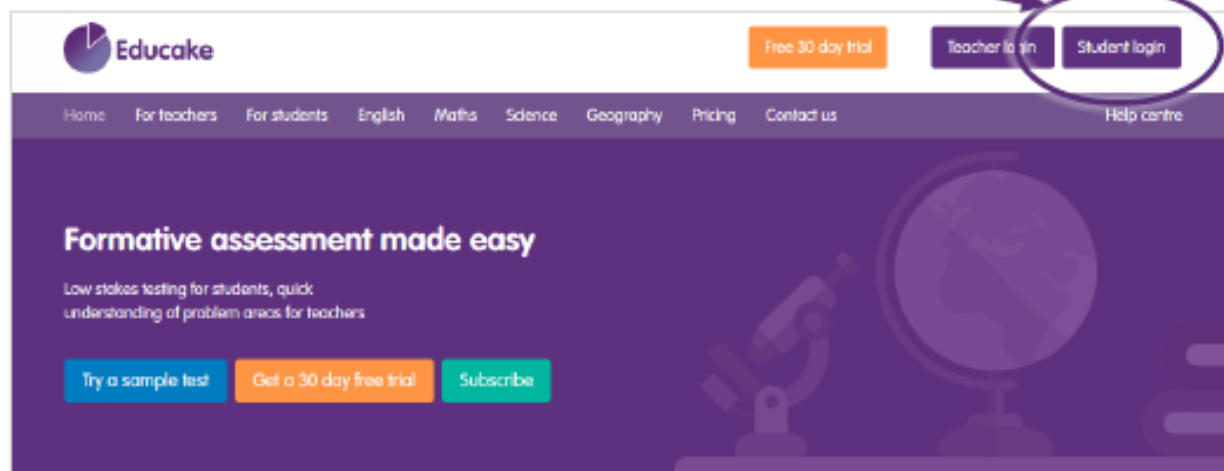 Educake
Free 30 day trial
Teacher login
Student login
Home For teachers For students English Maths Science Geography Pricing Contact us Help centre
Formative assessment made easy
Low stakes testing for students, quick
understanding of problem areas for teachers
Try a sample test
Get a 30 day free trial
Subscribe